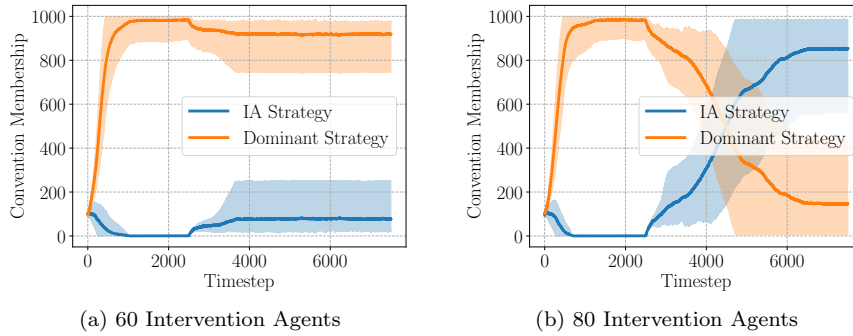 1000
800
600
400
200
0
Convention Membership
IA Strategy
Dominant Strategy
0 2000 4000 6000
Timestep
(a) 60 Intervention Agents
1000
800
600
400
200
0
Convention Membership
IA Strategy
Dominant Strategy
0 2000 4000 6000
Timestep
(b) 80 Intervention Agents